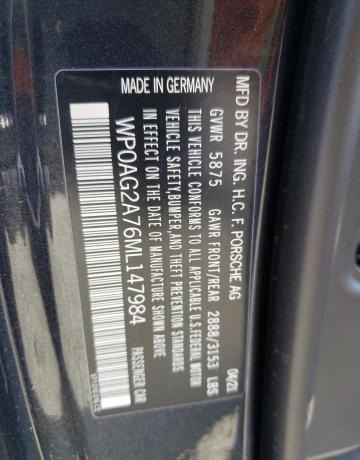 MFD BY DR. ING. H.C. F. PORSCHE AG 04/20
GVWR 5875 GAWR FRONT/REAR 2888/3153 LBS
THIS VEHICLE CONFORMS TO ALL APPLICABLE U.S.FEDERAL MOTOR
VEHICLE SAFETY,BUMPER,AND THEFT PREVENTION STANDARDS
IN EFFECT ON THE DATE OF MANUFACTURE SHOWN ABOVE
WP0AG2A76ML147984 PASSENGER CAR
MADE IN GERMANY